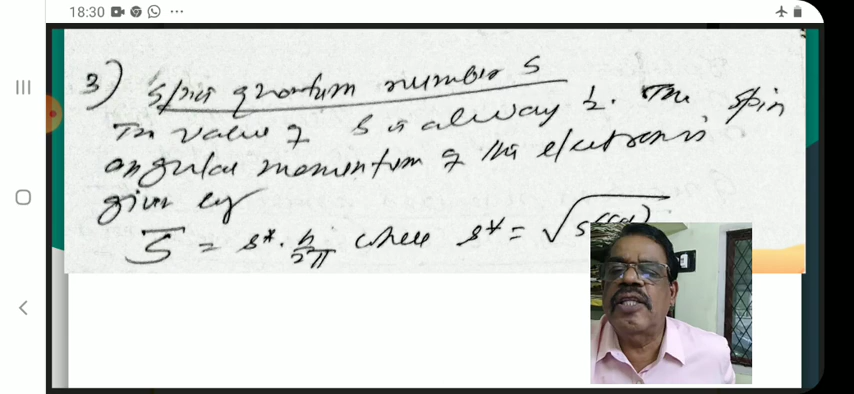 18:30
3) Spin quantum number S
The value of S is always 1/2. The spin
angular momentum of the electron is
given by
S = s*. h/2π where s* = √s(s+1)